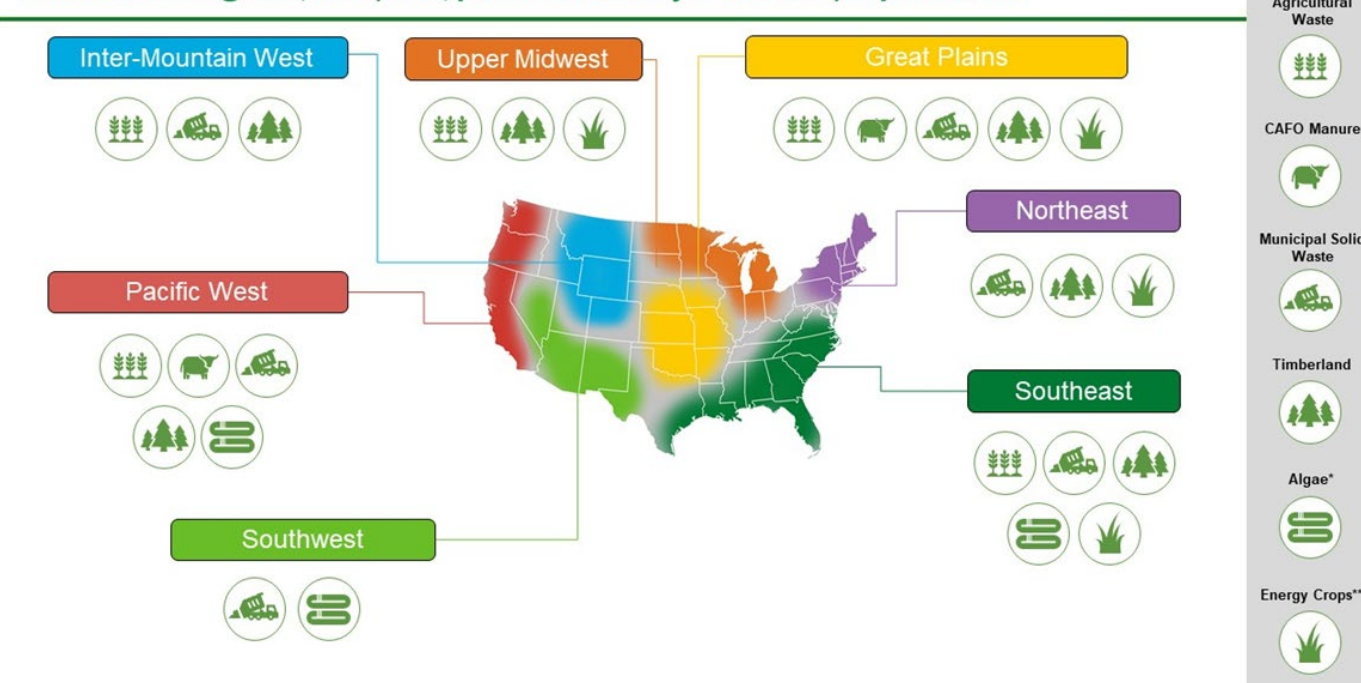 Inter-Mountain West
Upper Midwest
Great Plains
Northeast
Pacific West
Southeast
Southwest
Agricultural
Waste
CAFO Manure
Municipal Solid
Waste
Timberland
Algae*
Energy Crops**